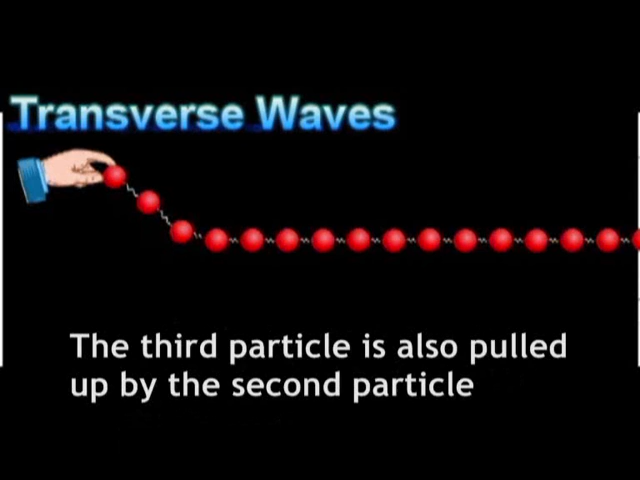 Transverse Waves
The third particle is also pulled
up by the second particle